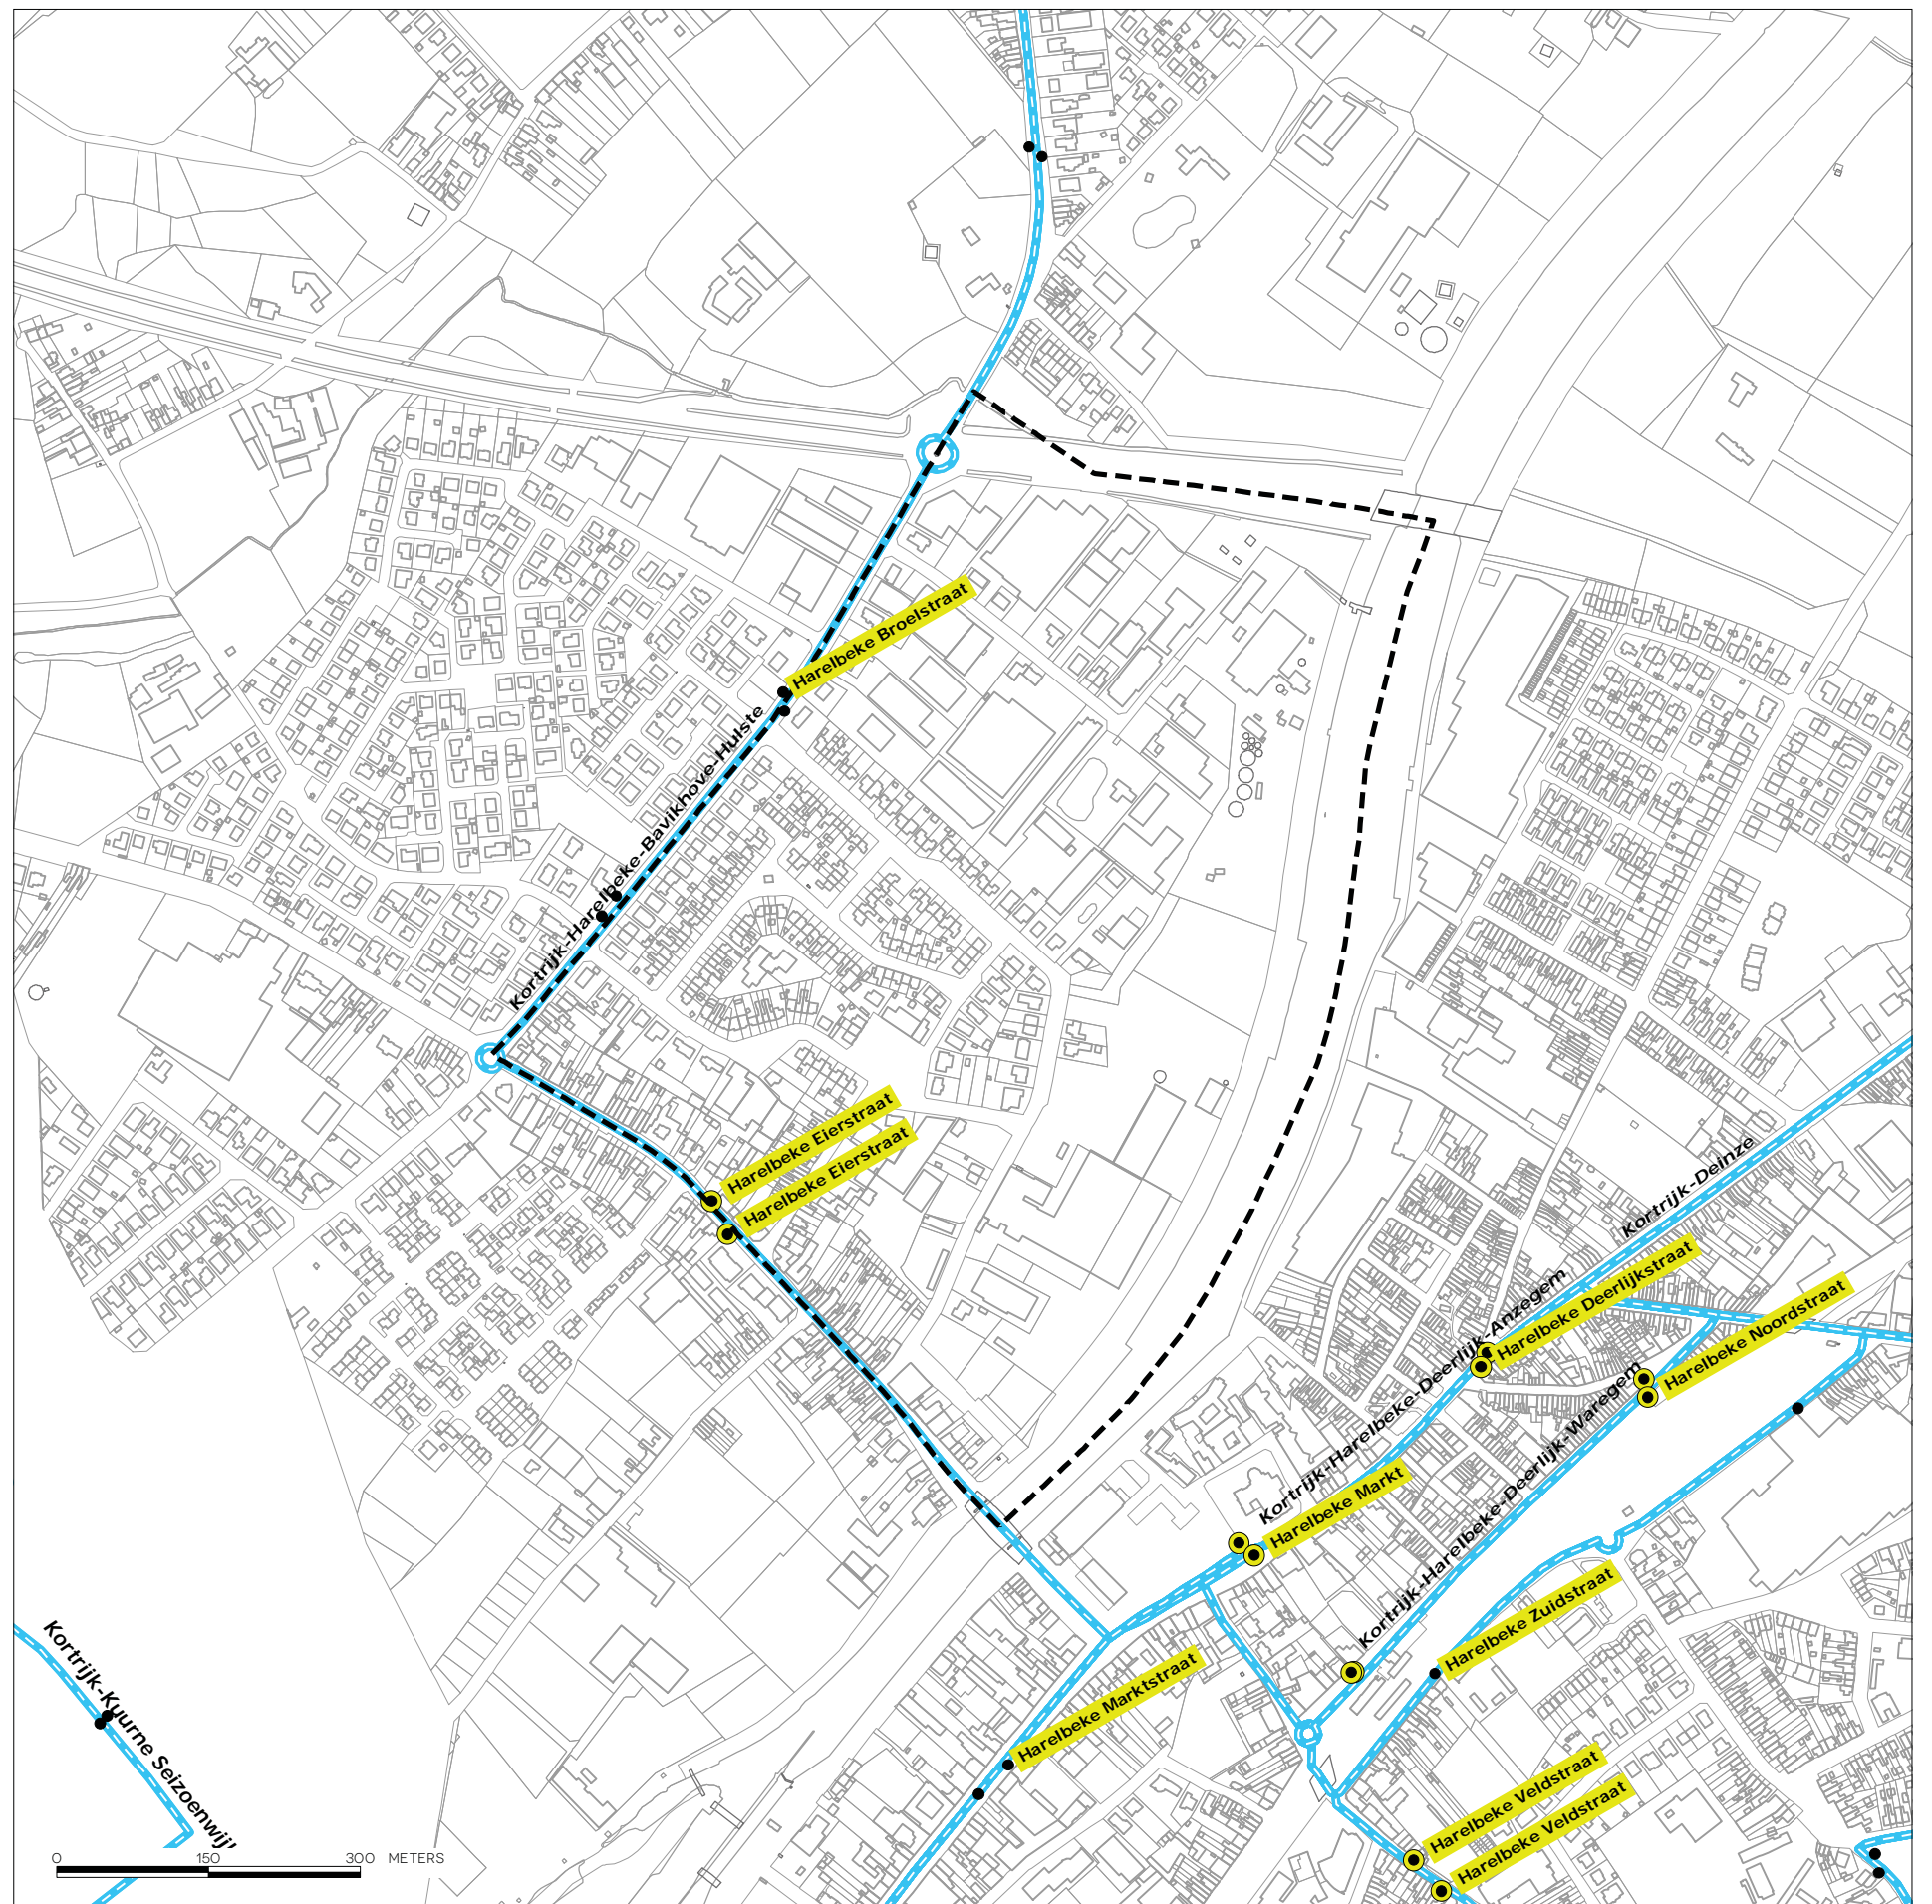 Harelbeke Broelstraat
Kortrijk-Harelbeke-Bavikhove-Hulste
Harelbeke Eierstraat
Harelbeke Eierstraat
Kortrijk-Deinze
Harelbeke Deerlijkstraat
Kortrijk-Harelbeke-Deerlijk-Anzegem
Harelbeke Noordstraat
Kortrijk-Harelbeke-Deerlijk-Waregem
Harelbeke Markt
Harelbeke Zuidstraat
Harelbeke Marktstraat
Kortrijk-Kuurne Seizoenwijk
Harelbeke Veldstraat
Harelbeke Veldstraat
0 150 300 METERS